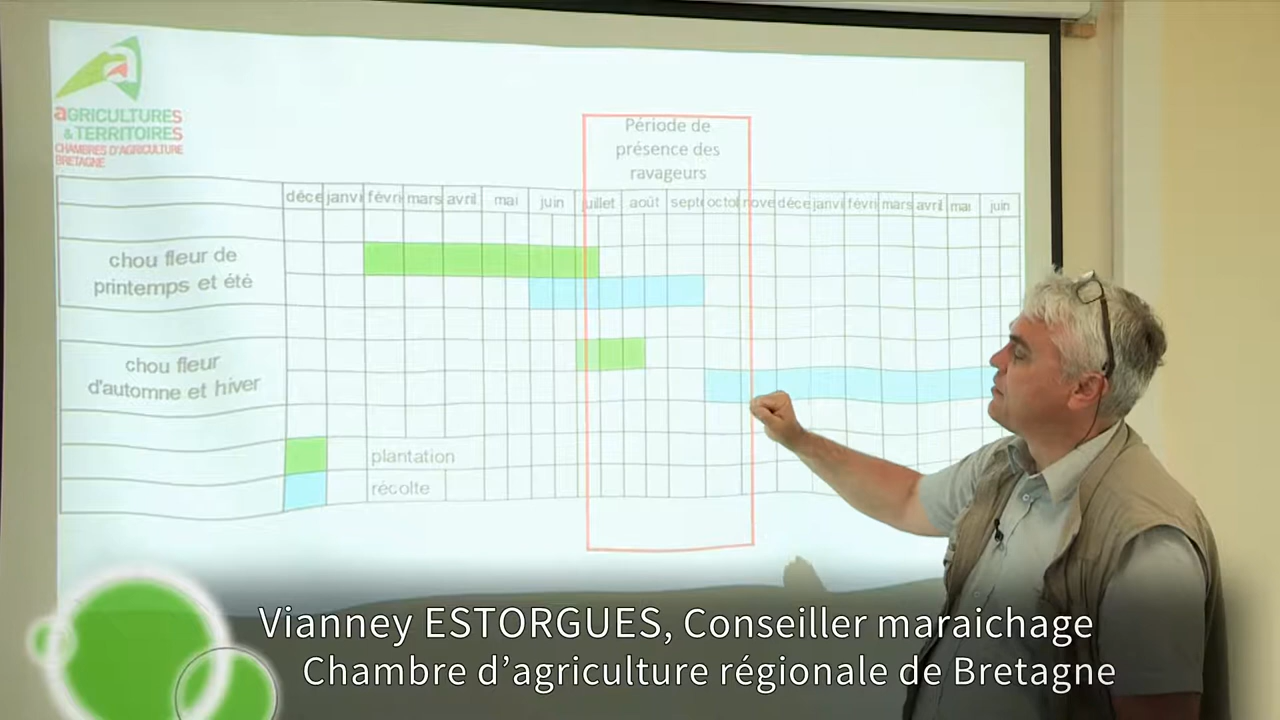 aGRICULTURES
& TERRITOIRES
CHAMBRES D'AGRICULTURE
BRETAGNE
Période de
présence des
ravageurs
déce janvi févri mars avril mai juin juillet août septe octob nove déce janvi févri mars avril mai juin
chou fleur de
printemps et été
chou fleur
d'automne et hiver
plantation
récolte
Vianney ESTORGUES, Conseiller maraichage
Chambre d'agriculture régionale de Bretagne